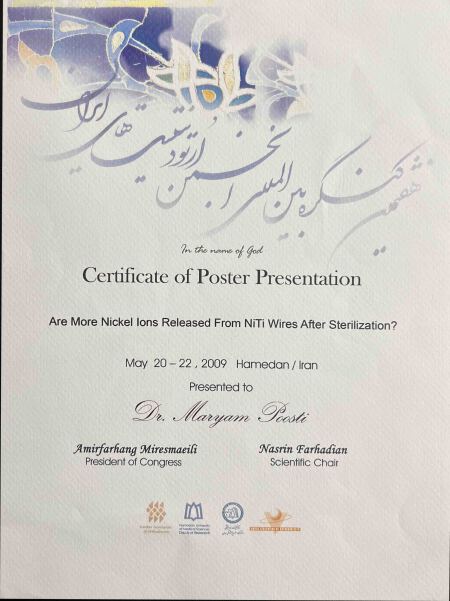 هفتمین کنگره بین المللی انجمن ارتودنتیست های ایران
In the name of God
Certificate of Poster Presentation
Are More Nickel Ions Released From NiTi Wires After Sterilization?
May 20 – 22 , 2009 Hamedan / Iran
Presented to
Dr. Maryam Poosti
Amirfarhang Miresmaeili Nasrin Farhadian
President of Congress Scientific Chair